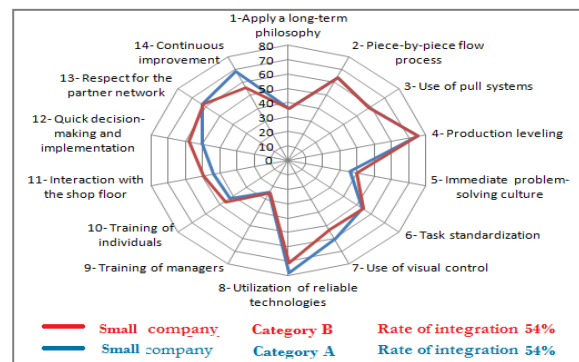 1-Apply a long-term
philosophy
14- Continuous
improvement
2- Piece-by-piece flow
process
13- Respect for the
partner network
3- Use of pull systems
12- Quick decision-
making and
implementation
4- Production leveling
11- Interaction with
the shop floor
5- Immediate problem-
solving culture
10- Training of
individuals
6- Task standardization
9- Training of managers
7- Use of visual control
8- Utilization of reliable
technologies
80
70
60
50
40
30
20
10
0
Small company Category B Rate of integration 54%
Small company Category A Rate of integration 54%